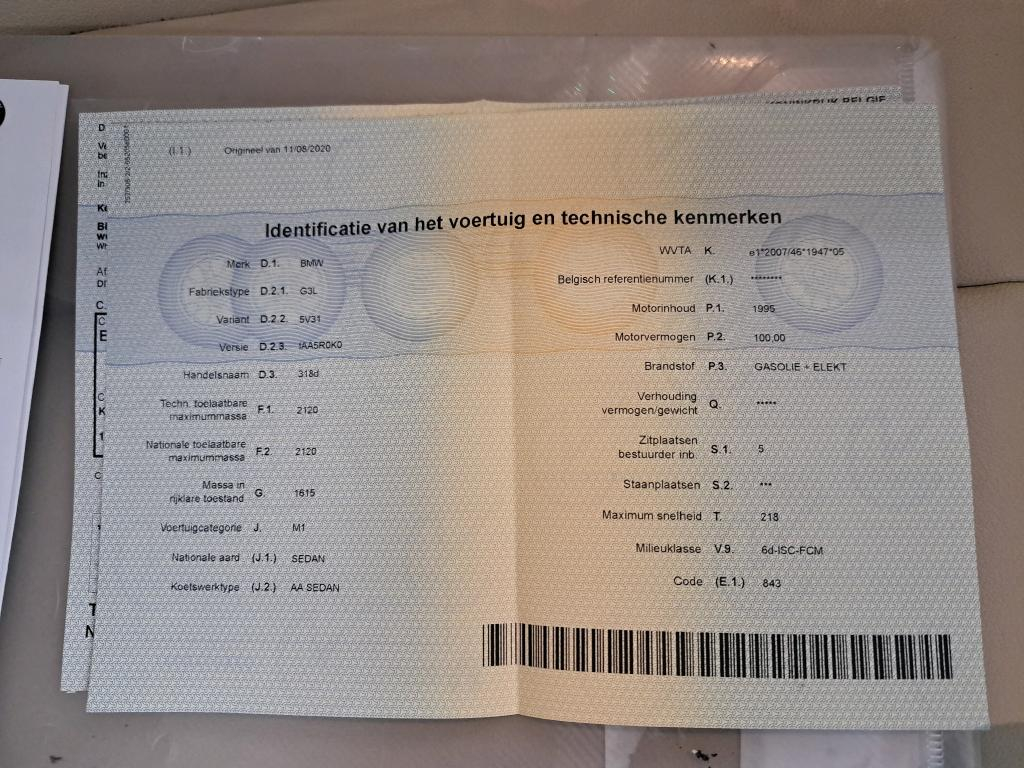 KONINKRIJK BELGIE
(I.1.) Origineel van 11/08/2020
Identificatie van het voertuig en technische kenmerken
Merk D.1. BMW
Fabriekstype D.2.1. G3L
Variant D.2.2. 5V31
Versie D.2.3. IAA5R0K0
Handelsnaam D.3. 318d
Techn. toelaatbare
maximummassa F.1. 2120
Nationale toelaatbare
maximummassa F.2. 2120
Massa in
rijklare toestand G. 1615
Voertuigcategorie J. M1
Nationale aard (J.1.) SEDAN
Koetswerktype (J.2.) AA SEDAN
WVTA K. e1*2007/46*1947*05
Belgisch referentienummer (K.1.) ********
Motorinhoud P.1. 1995
Motorvermogen P.2. 100,00
Brandstof P.3. GASOLIE + ELEKT
Verhouding
vermogen/gewicht Q. *****
Zitplaatsen
bestuurder inb. S.1. 5
Staanplaatsen S.2. ***
Maximum snelheid T. 218
Milieuklasse V.9. 6d-ISC-FCM
Code (E.1.) 843